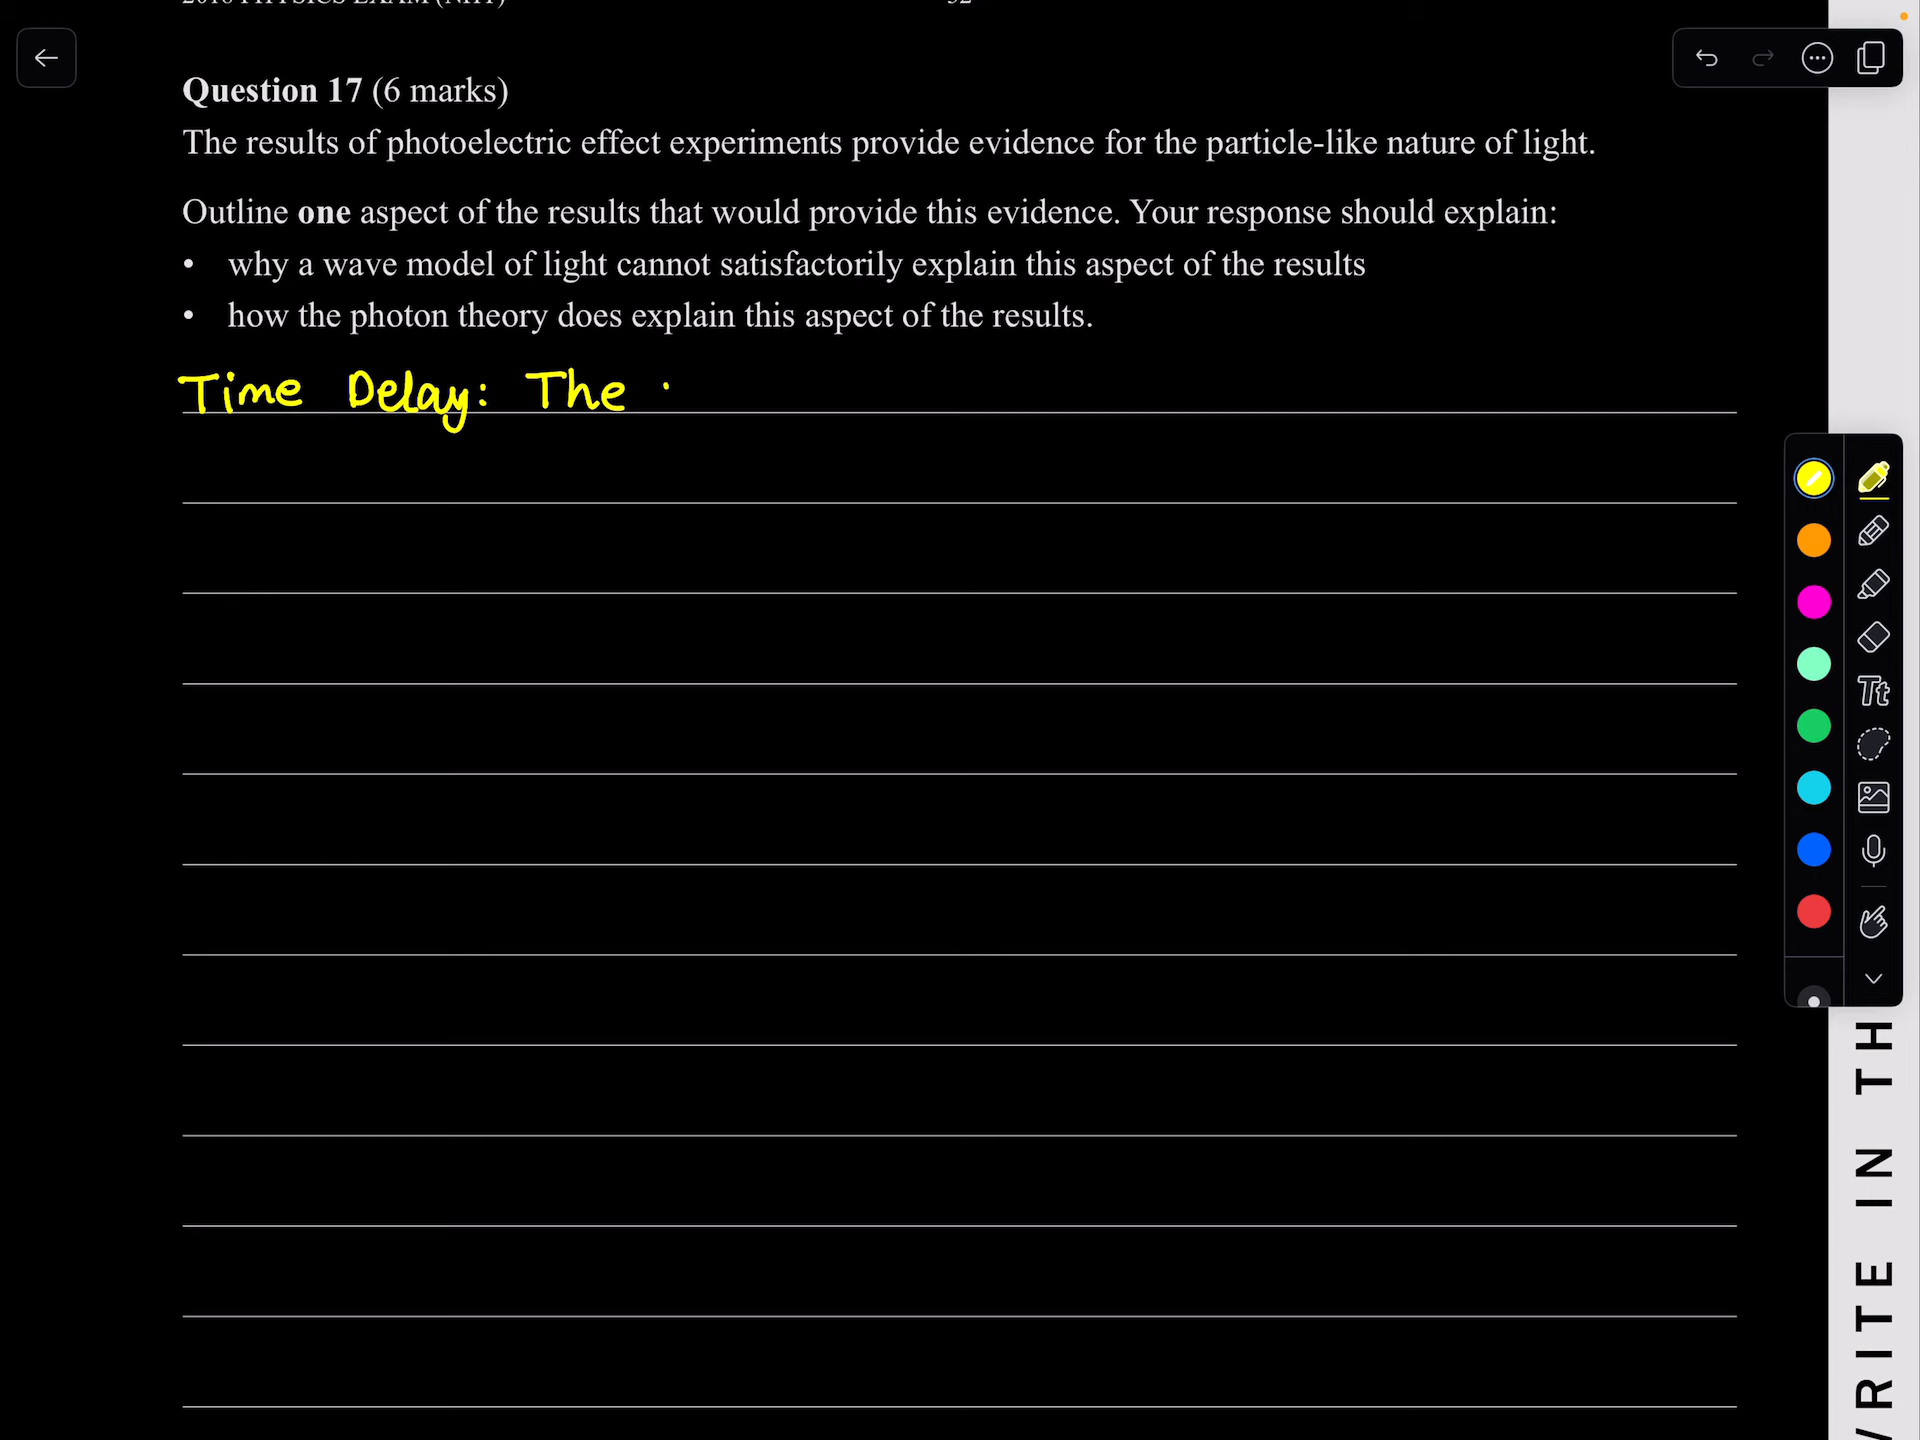 Question 17 (6 marks)
The results of photoelectric effect experiments provide evidence for the particle-like nature of light.
Outline one aspect of the results that would provide this evidence. Your response should explain:
• why a wave model of light cannot satisfactorily explain this aspect of the results
• how the photon theory does explain this aspect of the results.
Time Delay: The
Tt
RITE IN TH